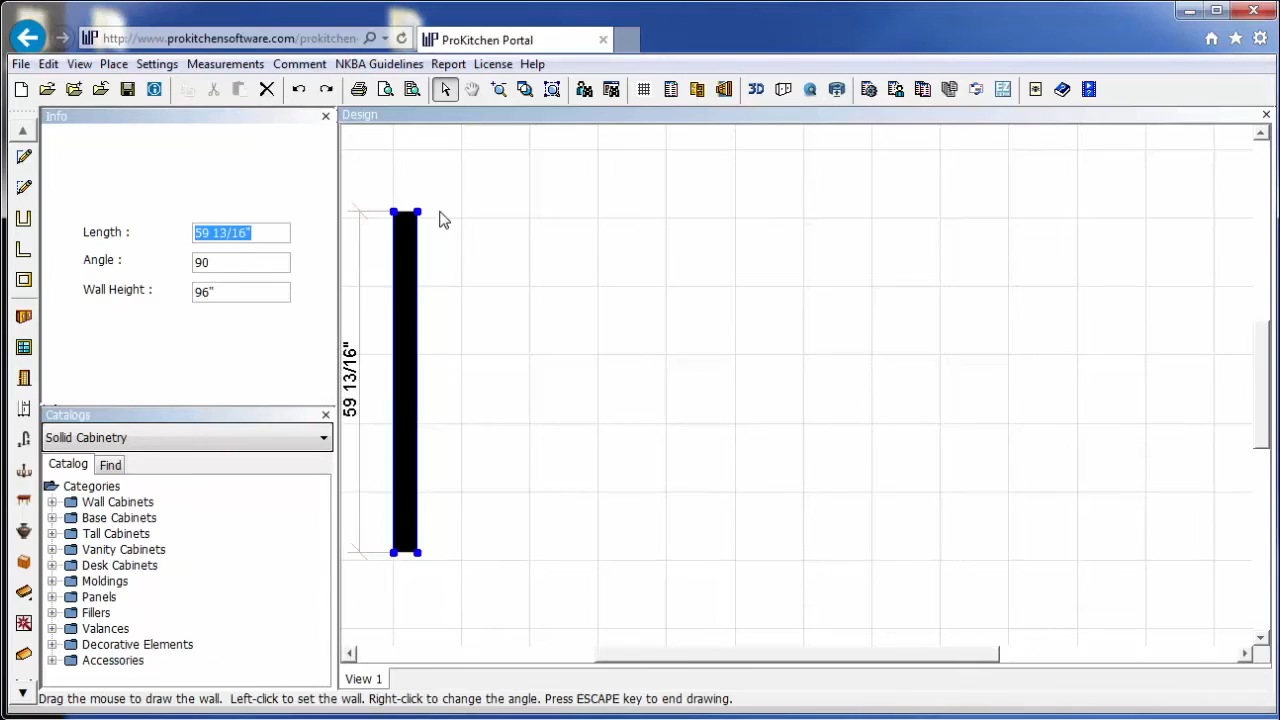 http://www.prokitchensoftware.com/prokitchen-
ProKitchen Portal
File Edit View Place Settings Measurements Comment NKBA Guidelines Report License Help
3D
EZ
Info
Design
Length :
59 13/16"
Angle :
90
Wall Height :
96"
59 13/16"
Catalogs
Sollid Cabinetry
Catalog
Find
Categories
Wall Cabinets
Base Cabinets
Tall Cabinets
Vanity Cabinets
Desk Cabinets
Moldings
Panels
Fillers
Valances
Decorative Elements
Accessories
View 1
Drag the mouse to draw the wall. Left-click to set the wall. Right-click to change the angle. Press ESCAPE key to end drawing.